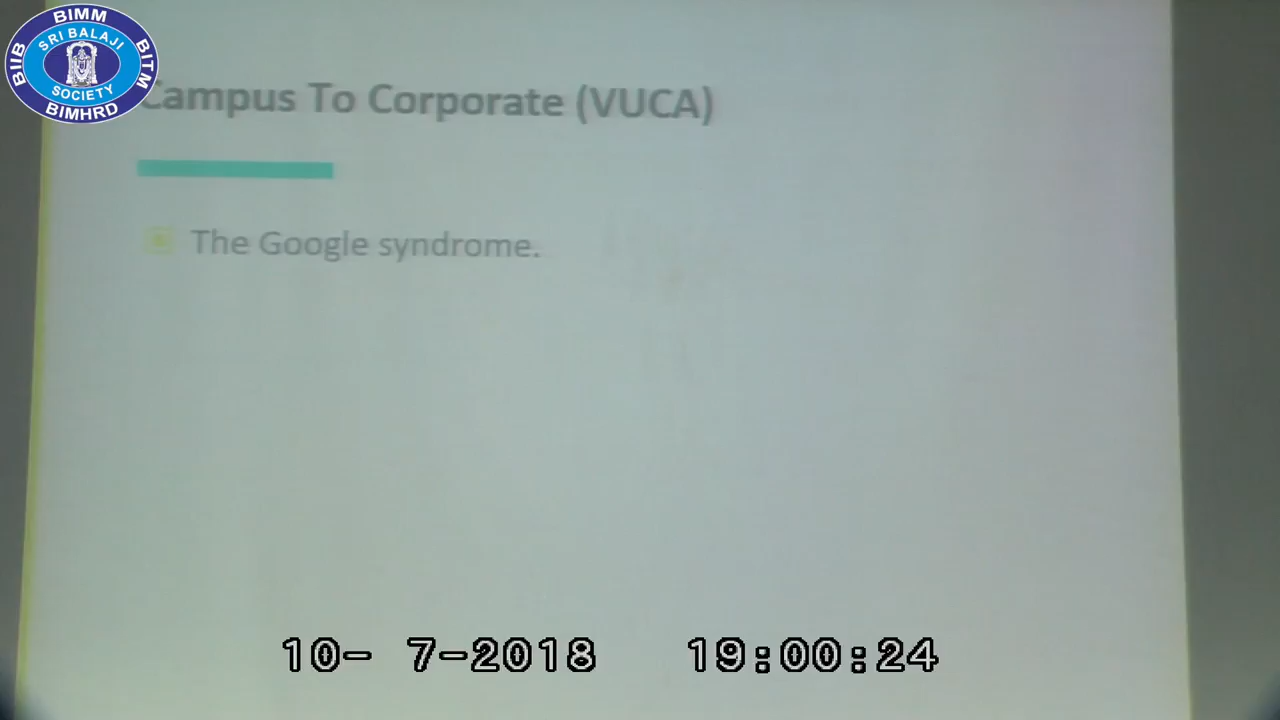 BIMM
SRI BALAJI
BIIB
BITM
SOCIETY
BIMHRD
Campus To Corporate (VUCA)
The Google syndrome.
10- 7-2018 19:00:24